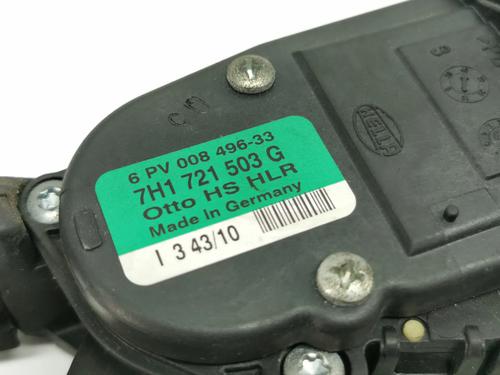 6 PV 008 496-33
7H1 721 503 G
Otto HS HLR
Made in Germany
I 3 43/10
HELLA